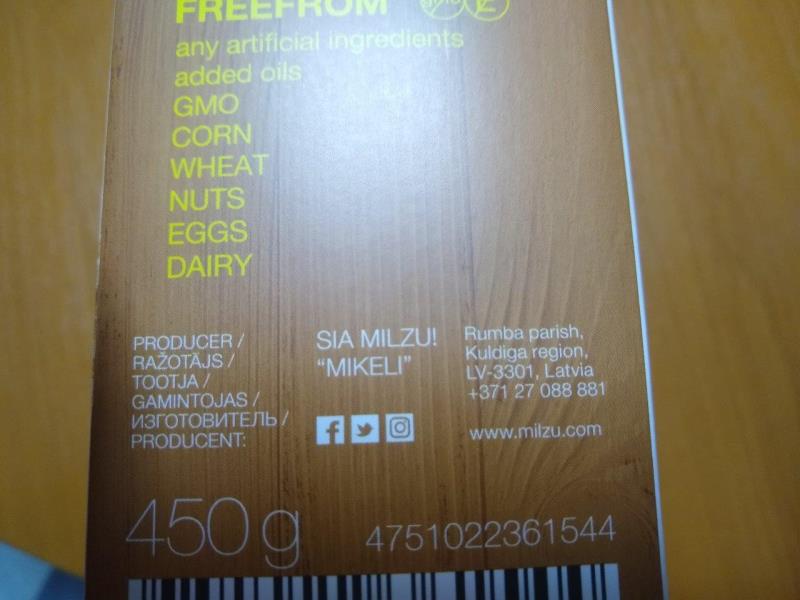 FREEFROM
any artificial ingredients
added oils
GMO
CORN
WHEAT
NUTS
EGGS
DAIRY
PRODUCER /
RAŽOTĀJS /
TOOTJA /
GAMINTOJAS /
ИЗГОТОВИТЕЛЬ /
PRODUCENT:
SIA MILZU!
"MIKELI"
Rumba parish,
Kuldiga region,
LV-3301, Latvia
+371 27 088 881
www.milzu.com
450 g
4751022361544